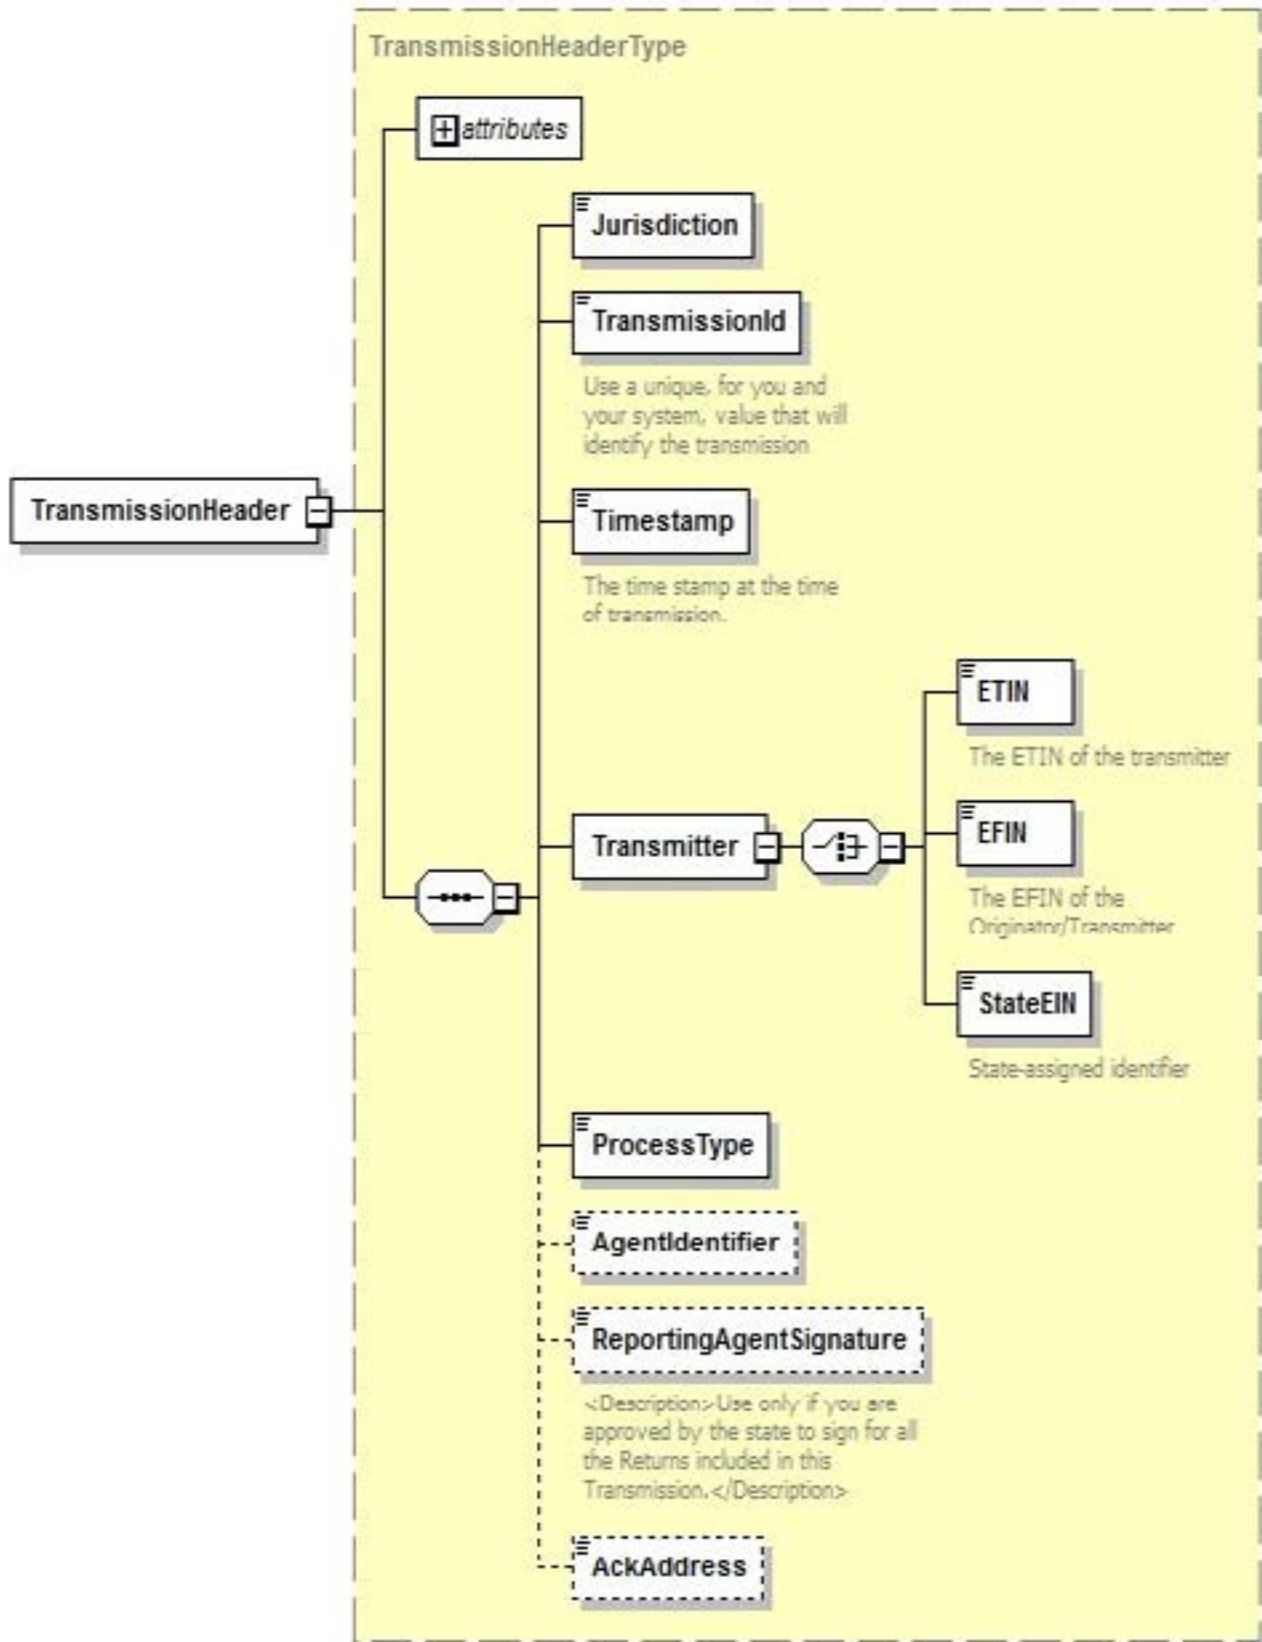 TransmissionHeaderType
attributes
Jurisdiction
TransmissionId
Use a unique, for you and
your system, value that will
identify the transmission
TransmissionHeader
Timestamp
The time stamp at the time
of transmission.
ETIN
The ETIN of the transmitter
Transmitter
EFIN
The EFIN of the
Originator/Transmitter
StateEIN
State-assigned identifier
ProcessType
AgentIdentifier
ReportingAgentSignature
<Description>Use only if you are
approved by the state to sign for all
the Returns included in this
Transmission.</Description>
AckAddress